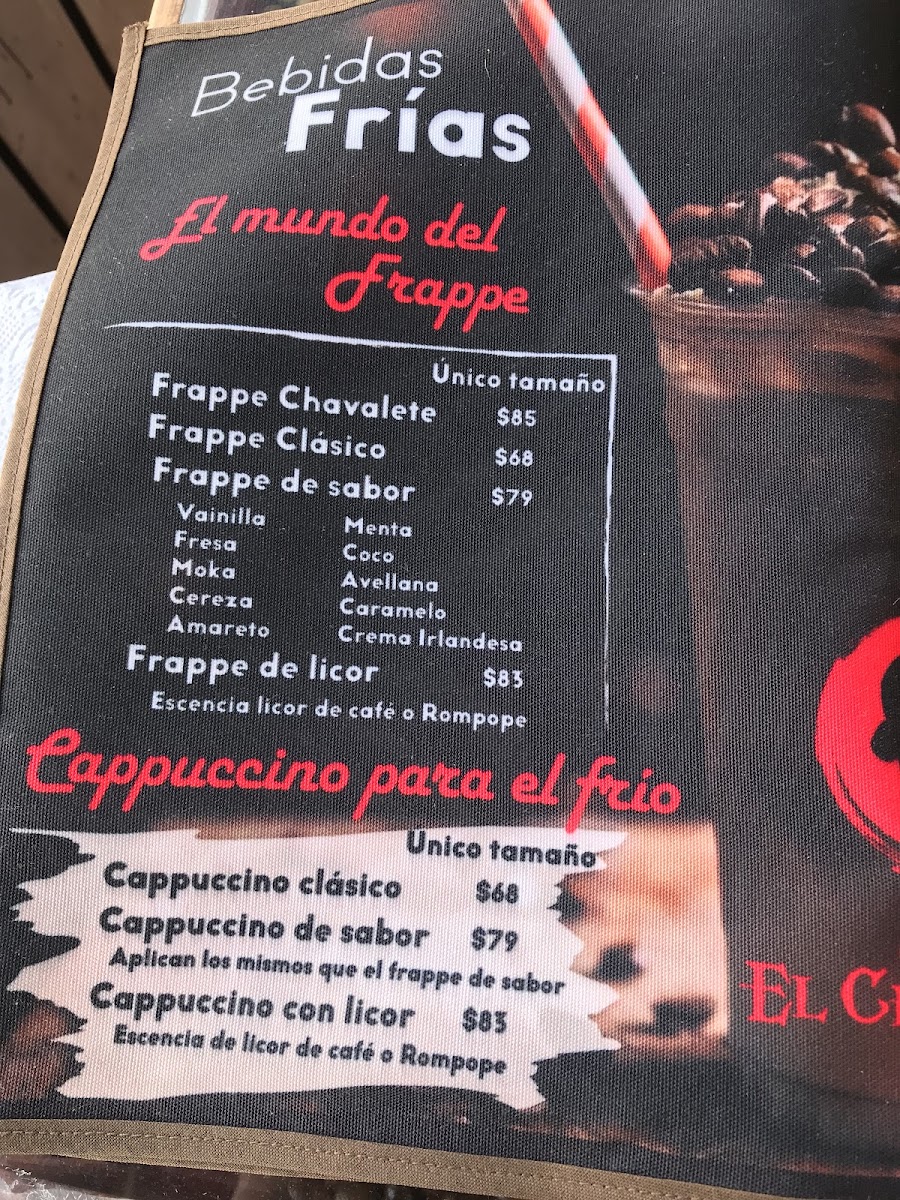 Bebidas
Frías
El mundo del
Frappe
Único tamaño
Frappe Chavalete $85
Frappe Clásico $68
Frappe de sabor $79
Vainilla Menta
Fresa Coco
Moka Avellana
Cereza Caramelo
Amareto Crema Irlandesa
Frappe de licor $83
Escencia licor de café o Rompope
Cappuccino para el frío
Único tamaño
Cappuccino clásico $68
Cappuccino de sabor $79
Aplican los mismos que el frappe de sabor
Cappuccino con licor $83
Escencia de licor de café o Rompope
El